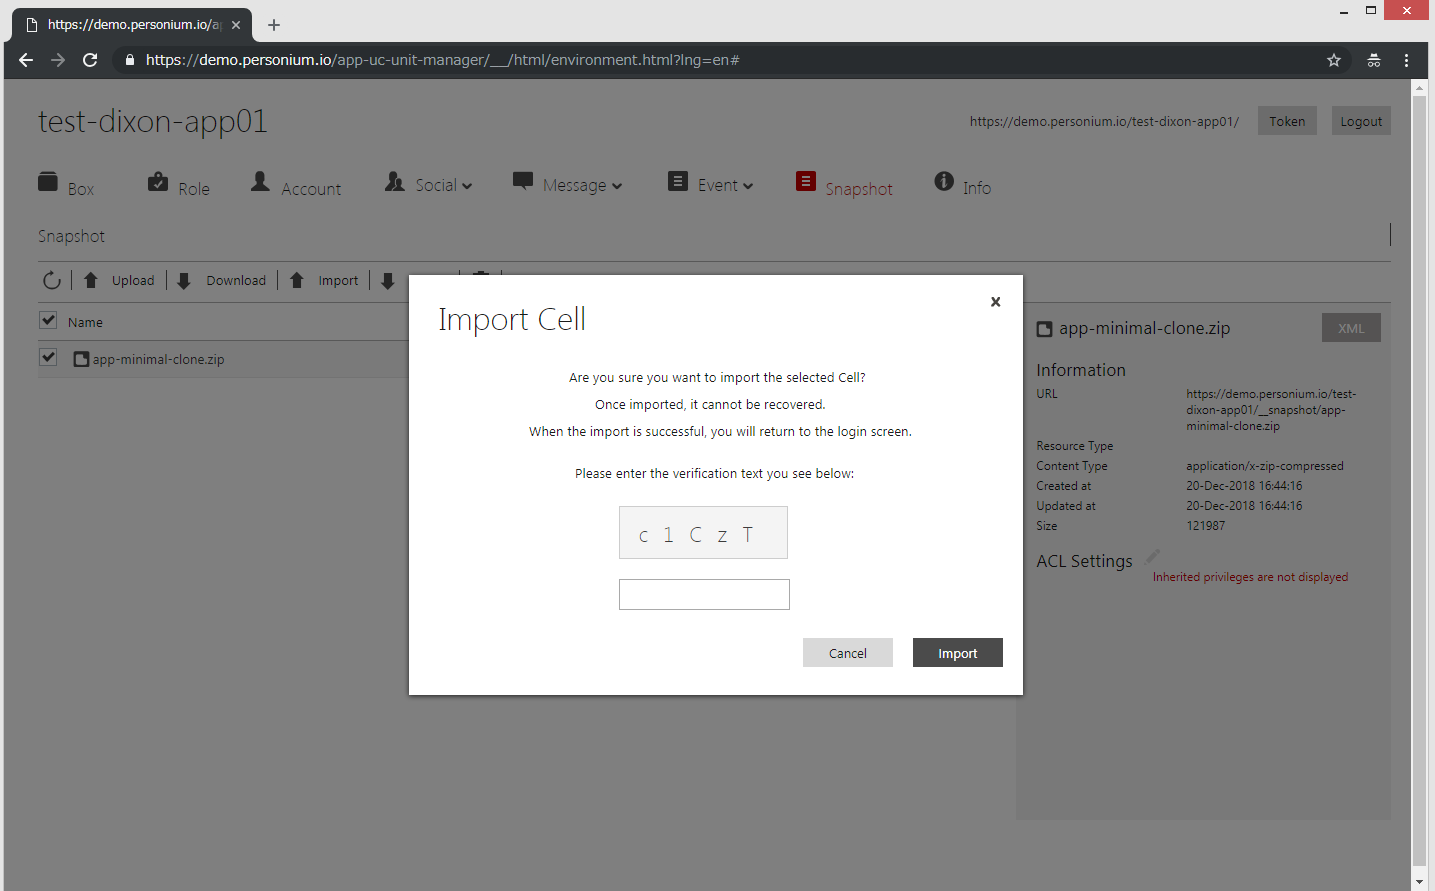 https://demo.personium.io/a
https://demo.personium.io/app-uc-unit-manager/__/html/environment.html?lng=en#
test-dixon-app01
https://demo.personium.io/test-dixon-app01/ Token Logout
Box Role Account Social Message Event Snapshot Info
Snapshot
Upload Download Import
Name
app-minimal-clone.zip
Import Cell
Are you sure you want to import the selected Cell?
Once imported, it cannot be recovered.
When the import is successful, you will return to the login screen.
Please enter the verification text you see below:
c 1 C z T
Cancel Import
app-minimal-clone.zip XML
Information
URL https://demo.personium.io/test-
dixon-app01/__snapshot/app-
minimal-clone.zip
Resource Type
Content Type application/x-zip-compressed
Created at 20-Dec-2018 16:44:16
Updated at 20-Dec-2018 16:44:16
Size 121987
ACL Settings
Inherited privileges are not displayed